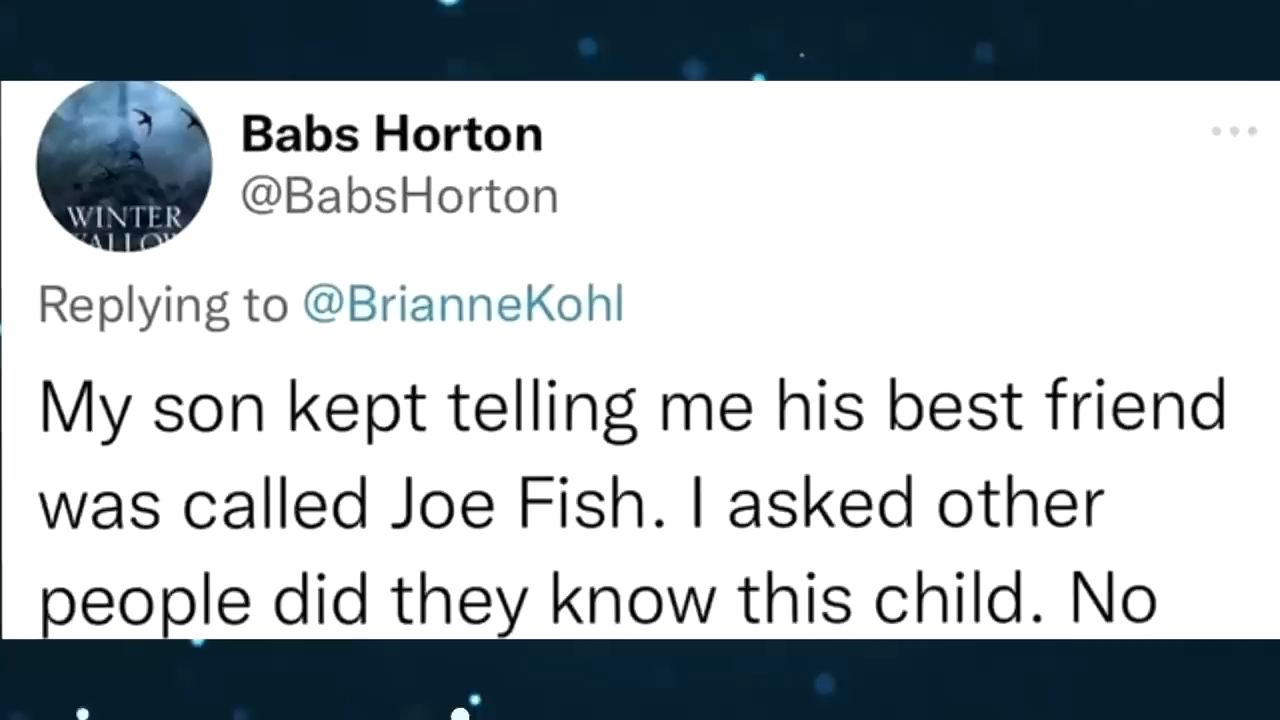 Babs Horton
@BabsHorton
WINTER
Replying to @BrianneKohl
My son kept telling me his best friend
was called Joe Fish. I asked other
people did they know this child. No